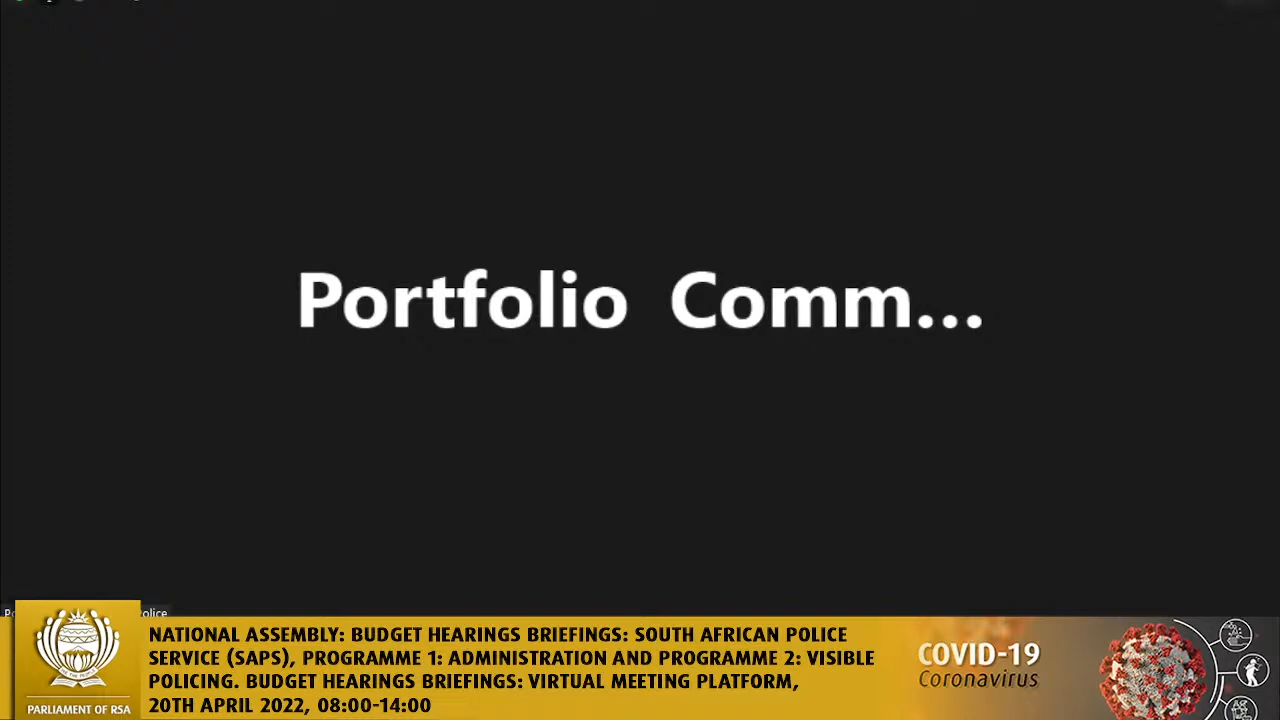 Portfolio Comm...
olice
NATIONAL ASSEMBLY: BUDGET HEARINGS BRIEFINGS: SOUTH AFRICAN POLICE
SERVICE (SAPS), PROGRAMME 1: ADMINISTRATION AND PROGRAMME 2: VISIBLE
POLICING. BUDGET HEARINGS BRIEFINGS: VIRTUAL MEETING PLATFORM,
20TH APRIL 2022, 08:00-14:00
PARLIAMENT OF RSA
COVID-19
Coronavirus